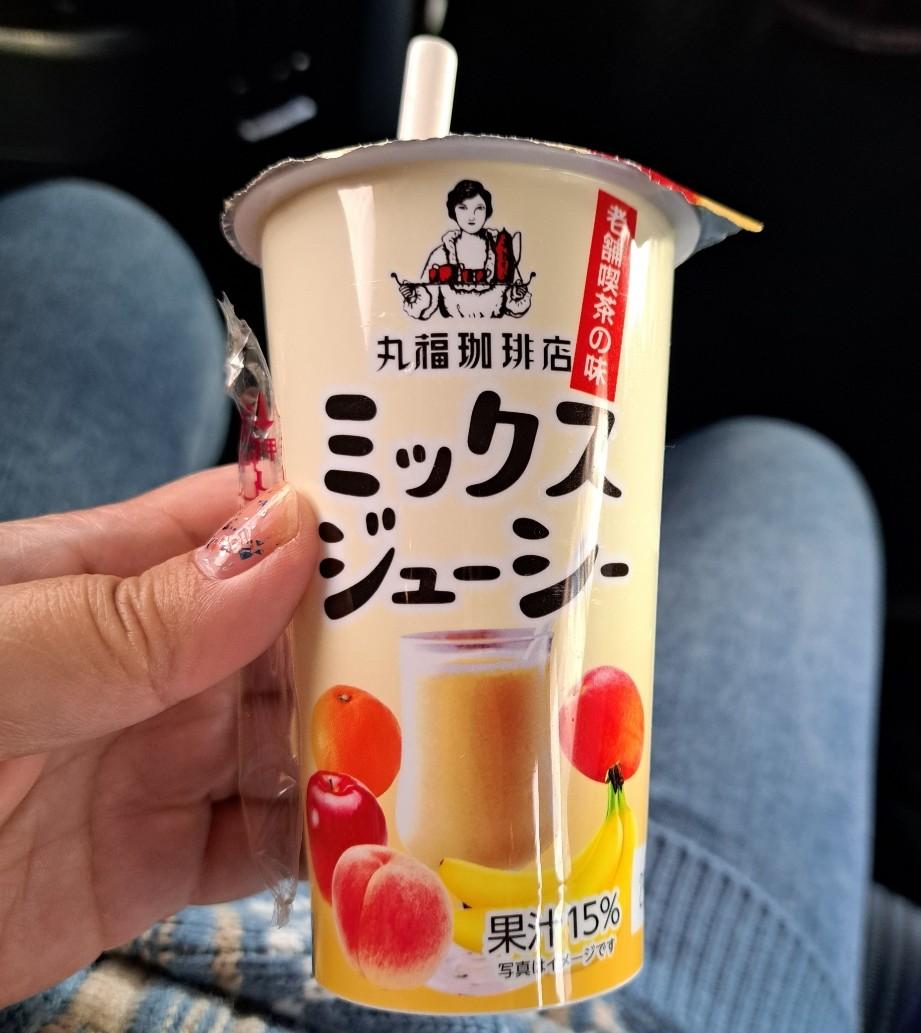 老舗喫茶の味
丸福珈琲店
ミックス
ジューシー
果汁15%
写真はイメージです